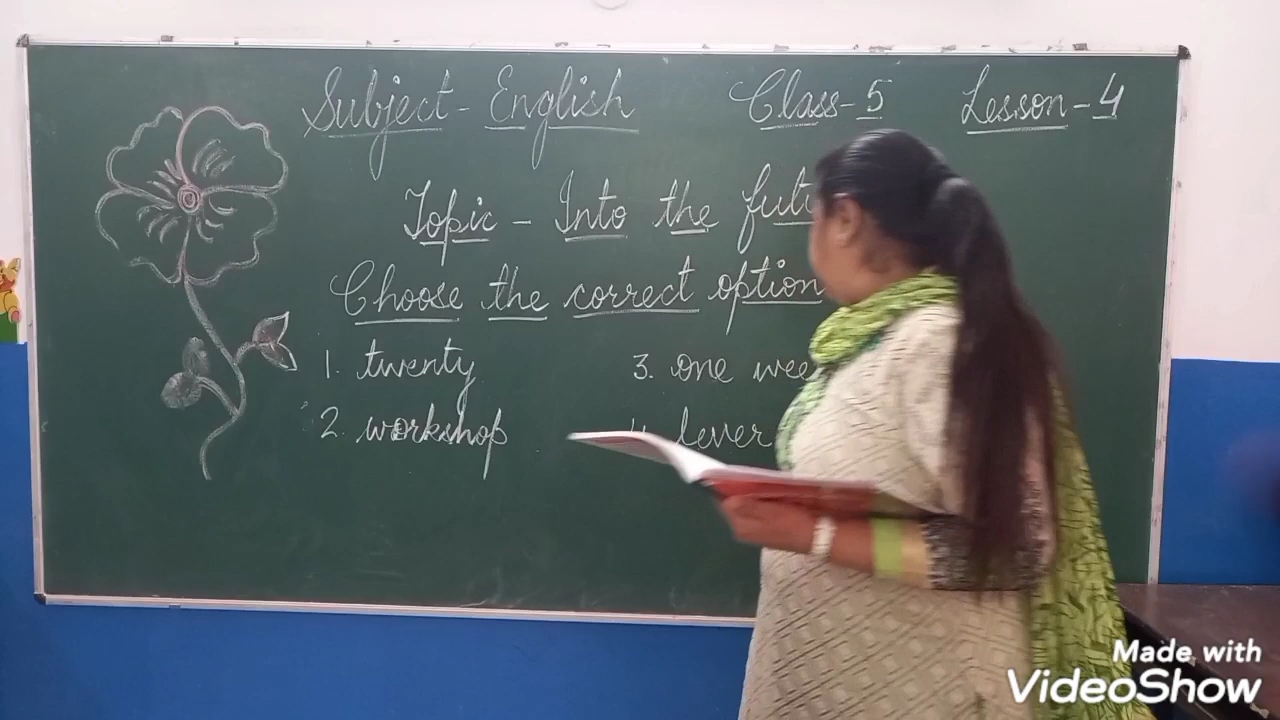 Subject - English Class - 5 Lesson - 4
Topic - Into the
Choose the correct option
1. twenty 3. one
2. workshop lever
Made with
VideoShow